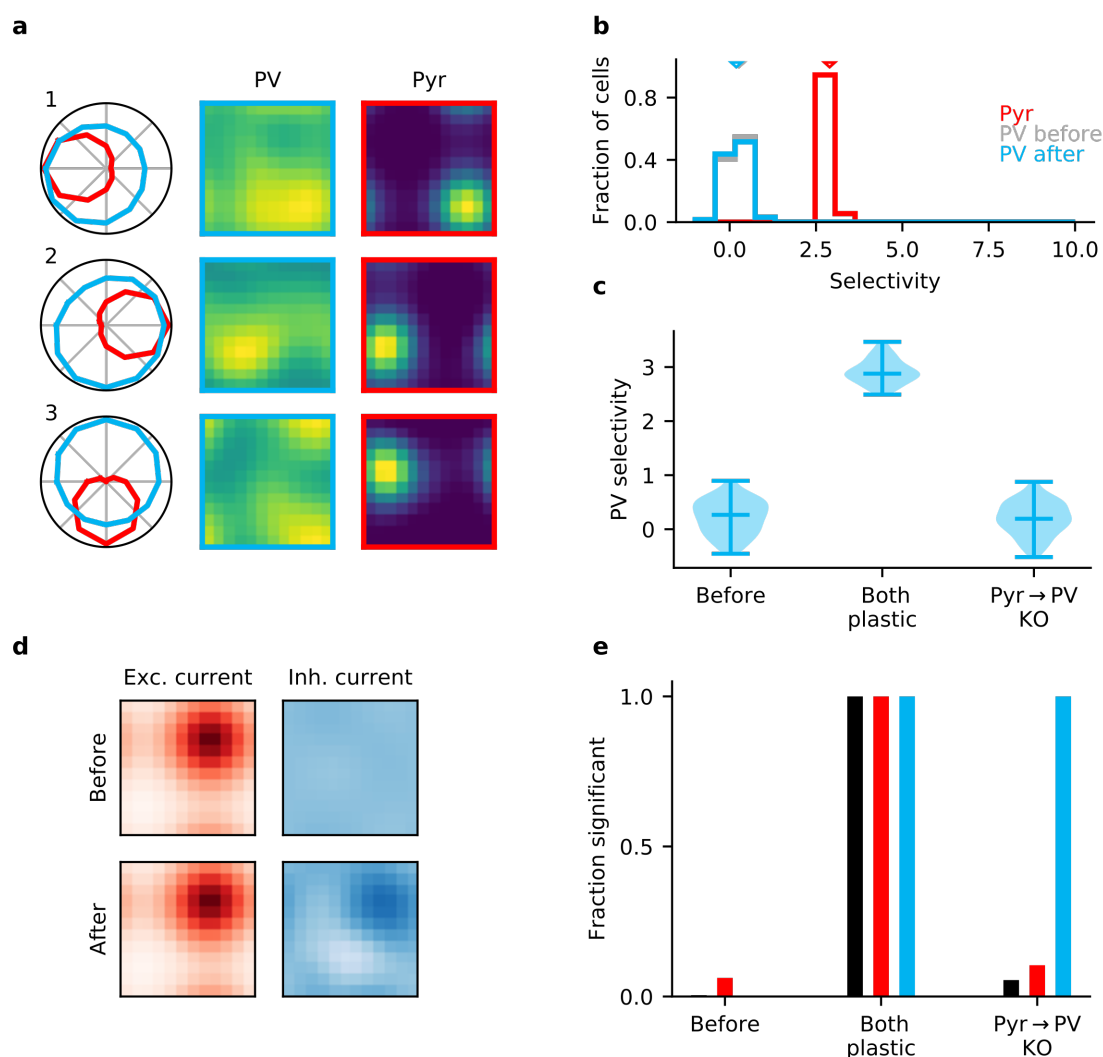 a
PV
Pyr
1
2
3
b
Fraction of cells
0.8
0.4
0.0
0.0
2.5
5.0
7.5
10.0
Selectivity
Pyr
PV before
PV after
c
PV selectivity
3
2
1
0
Before
Both
plastic
Pyr→PV
KO
d
Exc. current
Inh. current
Before
After
e
Fraction significant
1.0
0.5
0.0
Before
Both
plastic
Pyr→PV
KO